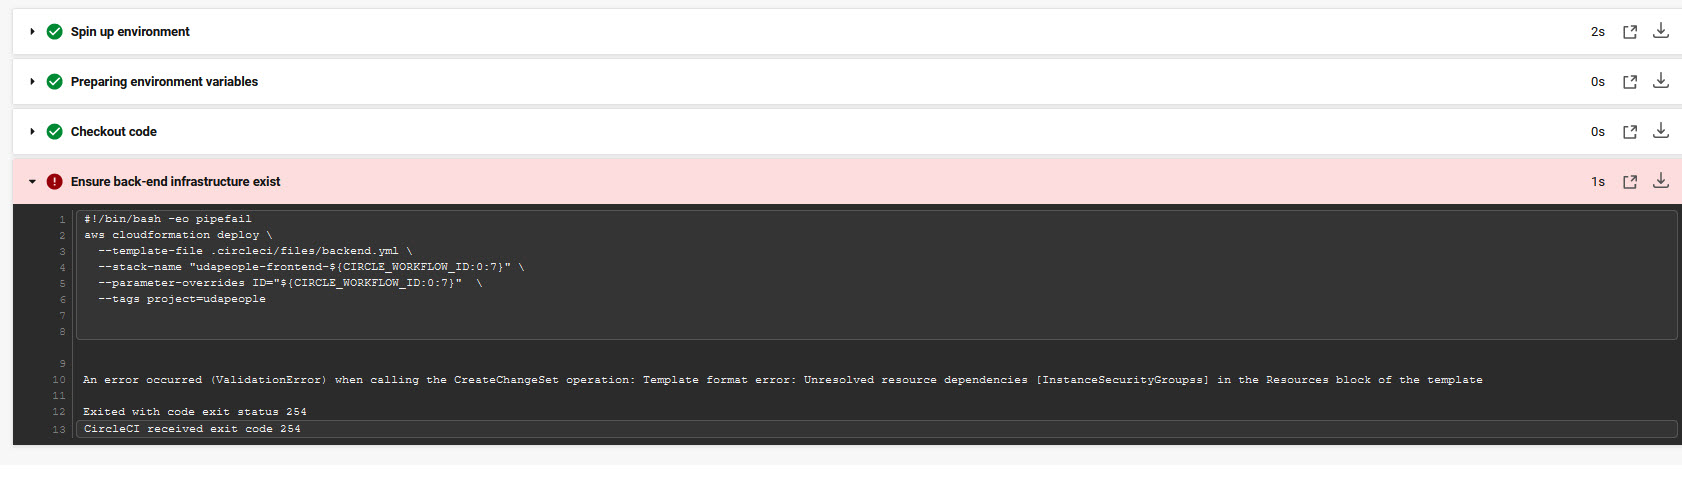 Spin up environment 2s
Preparing environment variables 0s
Checkout code 0s
Ensure back-end infrastructure exist 1s
1 #!/bin/bash -eo pipefail
2 aws cloudformation deploy \
3 --template-file .circleci/files/backend.yml \
4 --stack-name "udapeople-frontend-${CIRCLE_WORKFLOW_ID:0:7}" \
5 --parameter-overrides ID="${CIRCLE_WORKFLOW_ID:0:7}" \
6 --tags project=udapeople
7
8
9
10 An error occurred (ValidationError) when calling the CreateChangeSet operation: Template format error: Unresolved resource dependencies [InstanceSecurityGroupss] in the Resources block of the template
11
12 Exited with code exit status 254
13 CircleCI received exit code 254